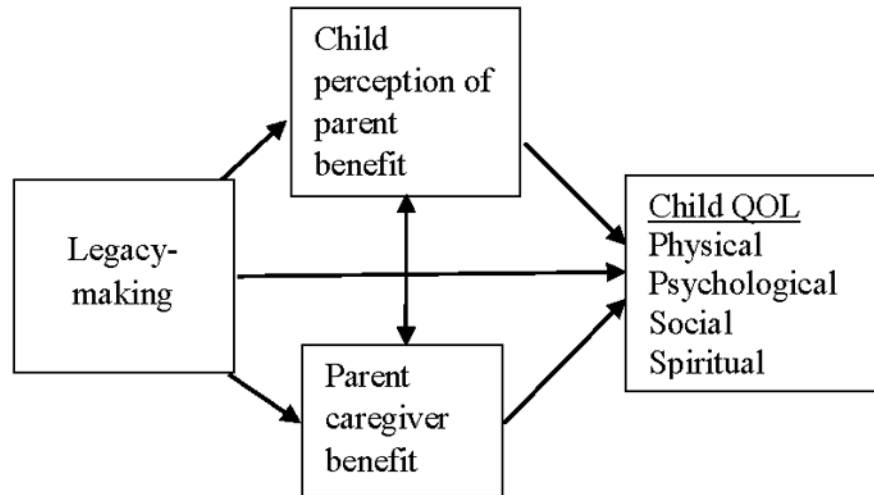 Child
perception of
parent
benefit
Legacy-
making
Child QOL
Physical
Psychological
Social
Spiritual
Parent
caregiver
benefit